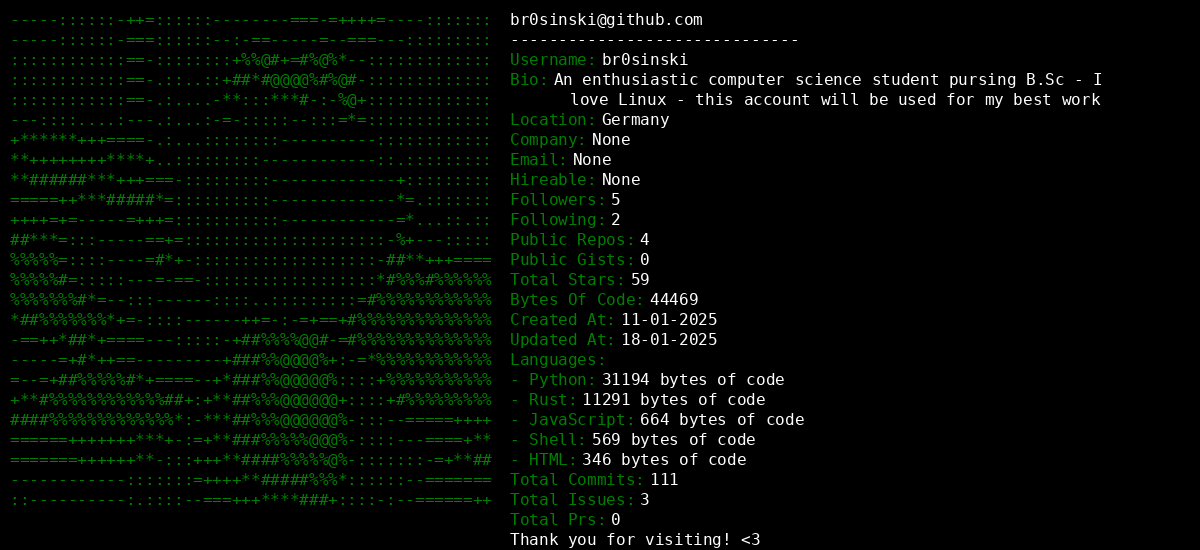 br0sinski@github.com
------------------------------
Username: br0sinski
Bio: An enthusiastic computer science student pursing B.Sc - I
love Linux - this account will be used for my best work
Location: Germany
Company: None
Email: None
Hireable: None
Followers: 5
Following: 2
Public Repos: 4
Public Gists: 0
Total Stars: 59
Bytes Of Code: 44469
Created At: 11-01-2025
Updated At: 18-01-2025
Languages:
- Python: 31194 bytes of code
- Rust: 11291 bytes of code
- JavaScript: 664 bytes of code
- Shell: 569 bytes of code
- HTML: 346 bytes of code
Total Commits: 111
Total Issues: 3
Total Prs: 0
Thank you for visiting! <3